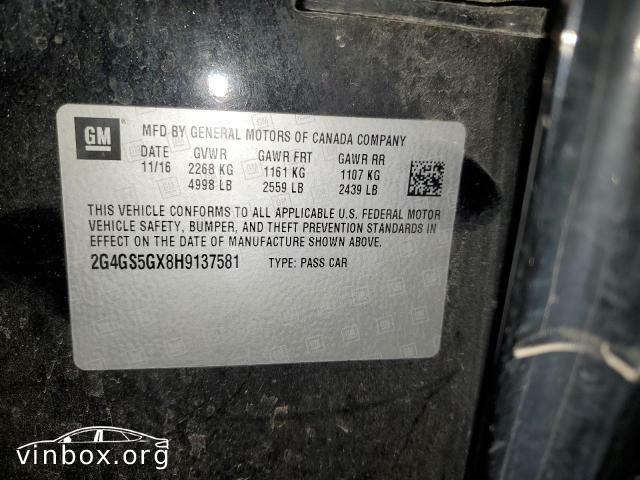 GM
MFD BY GENERAL MOTORS OF CANADA COMPANY
DATE GVWR GAWR FRT GAWR RR
11/16 2268 KG 1161 KG 1107 KG
4998 LB 2559 LB 2439 LB
THIS VEHICLE CONFORMS TO ALL APPLICABLE U.S. FEDERAL MOTOR
VEHICLE SAFETY, BUMPER, AND THEFT PREVENTION STANDARDS IN
EFFECT ON THE DATE OF MANUFACTURE SHOWN ABOVE.
2G4GS5GX8H9137581 TYPE: PASS CAR
vinbox.org